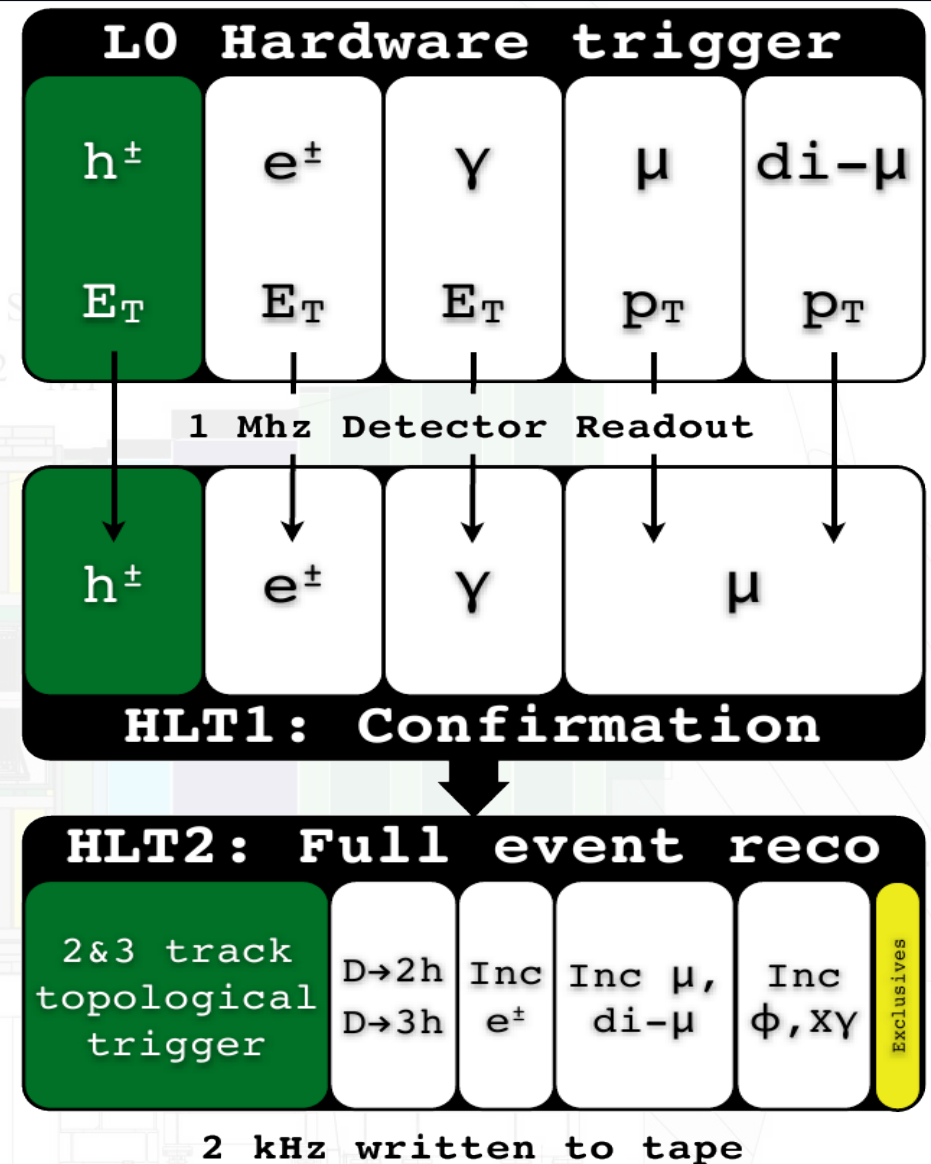 L0 Hardware trigger
h± e± γ μ di-μ
E_T E_T E_T p_T p_T
1 Mhz Detector Readout
h± e± γ μ
HLT1: Confirmation
HLT2: Full event reco
2&3 track
topological
trigger
D→2h
D→3h
Inc
e±
Inc μ,
di-μ
Inc
ϕ,Xγ
Exclusives
2 kHz written to tape